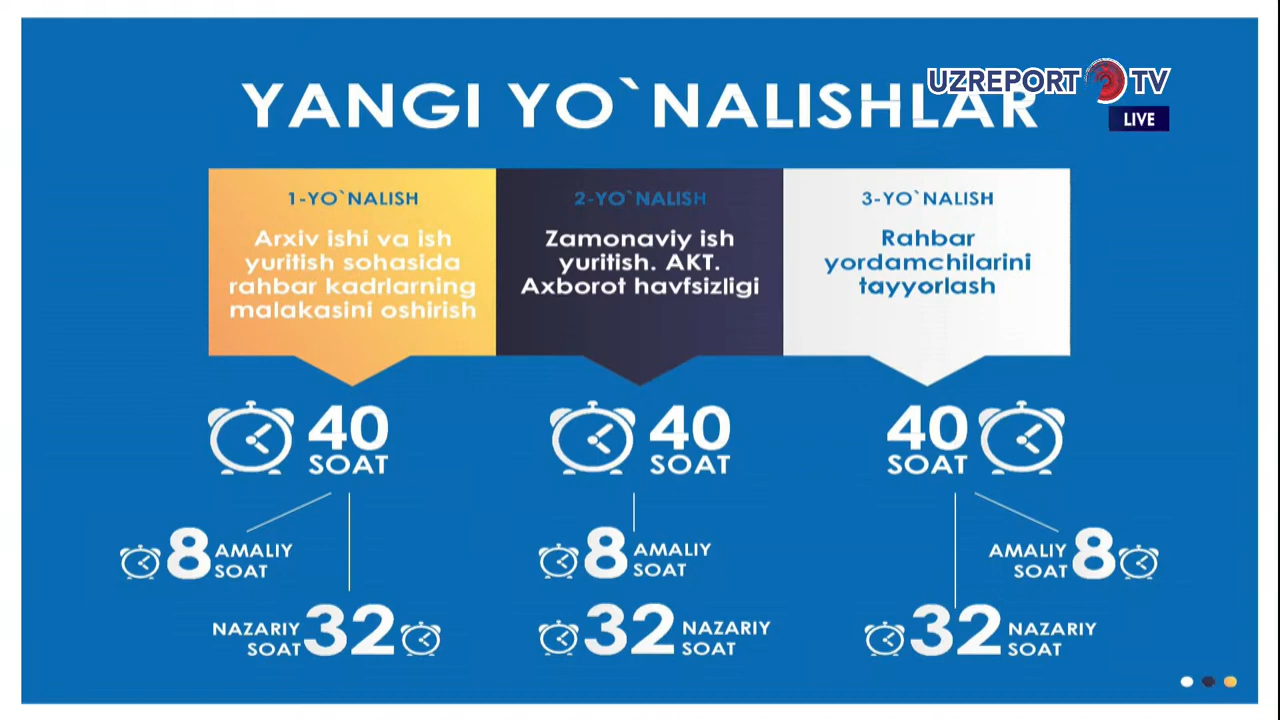 UZREPORT TV
LIVE
YANGI YO`NALISHLAR
1-YO`NALISH
Arxiv ishi va ish
yuritish sohasida
rahbar kadrlarning
malakasini oshirish
2-YO`NALISH
Zamonaviy ish
yuritish. AKT.
Axborot havfsizligi
3-YO`NALISH
Rahbar
yordamchilarini
tayyorlash
40
SOAT
8 AMALIY
SOAT
NAZARIY 32
SOAT
40
SOAT
8 AMALIY
SOAT
32 NAZARIY
SOAT
40
SOAT
AMALIY 8
SOAT
32 NAZARIY
SOAT